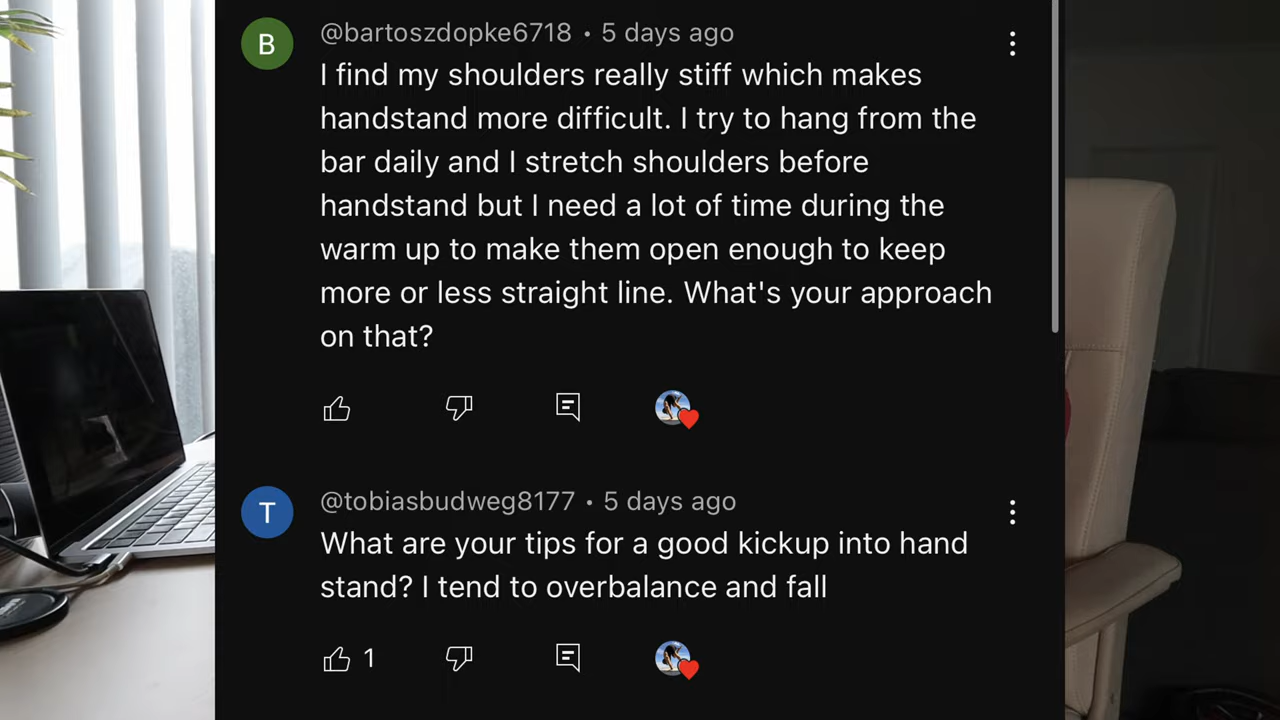 B
@bartoszdopke6718 • 5 days ago
I find my shoulders really stiff which makes
handstand more difficult. I try to hang from the
bar daily and I stretch shoulders before
handstand but I need a lot of time during the
warm up to make them open enough to keep
more or less straight line. What's your approach
on that?
T
@tobiasbudweg8177 • 5 days ago
What are your tips for a good kickup into hand
stand? I tend to overbalance and fall
1